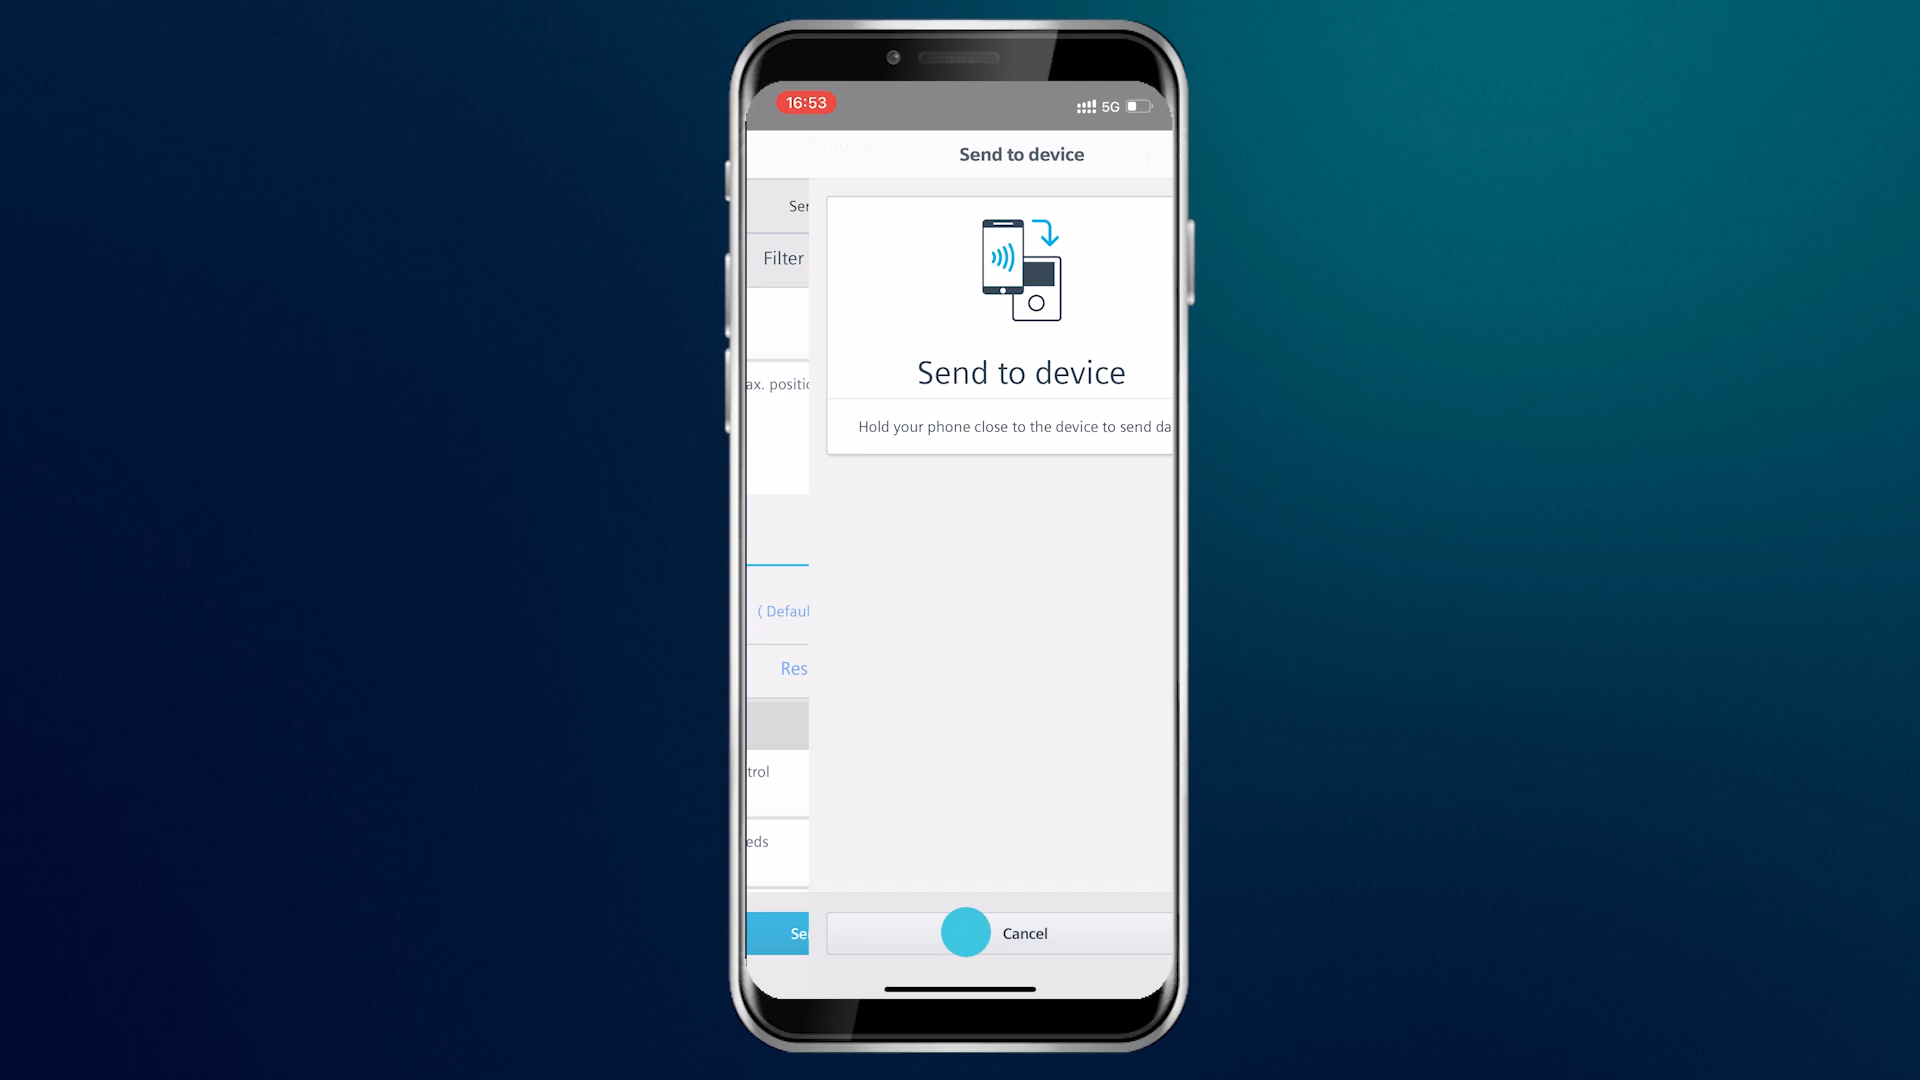 16:53
5G
Send to device
Ser
Filter
Send to device
ax. positio
Hold your phone close to the device to send da
( Defaul
Res
trol
eds
Se
Cancel